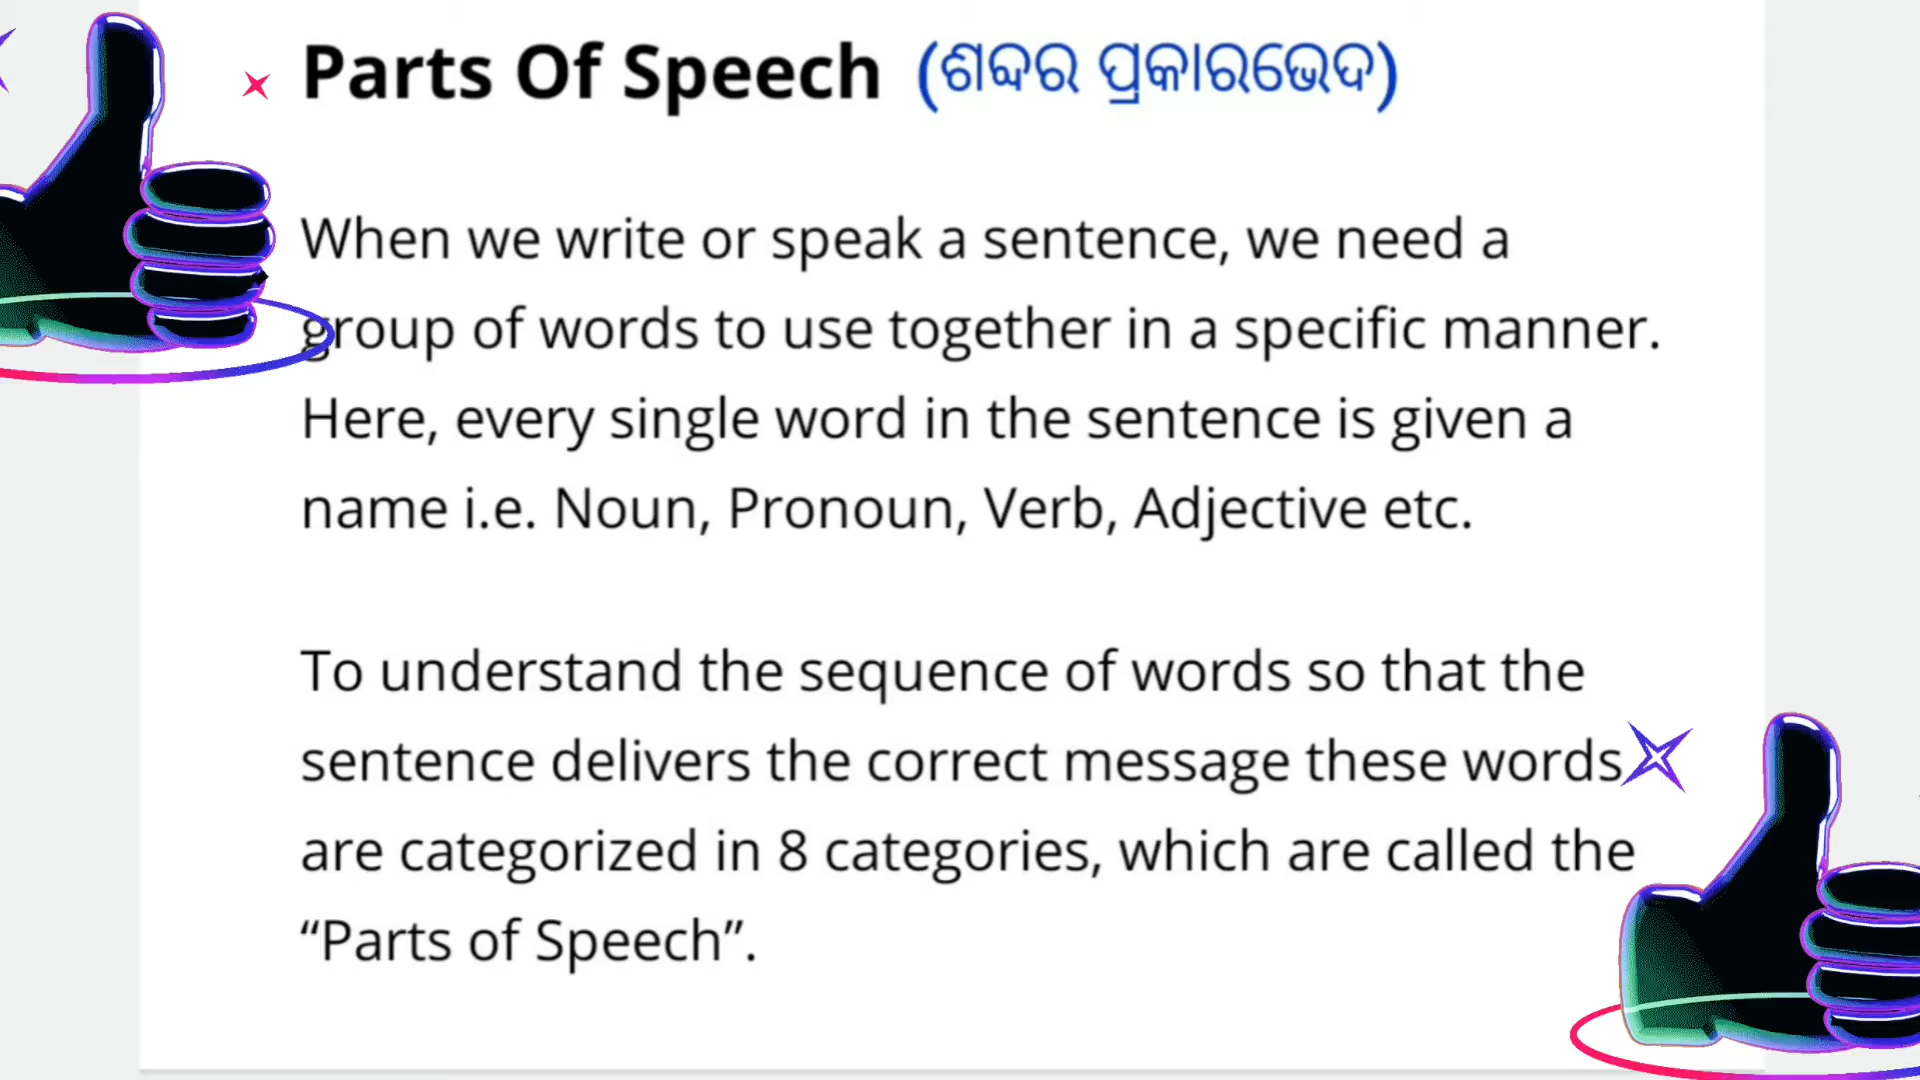 Parts Of Speech (ଶବ୍ଦର ପ୍ରକାରଭେଦ)
When we write or speak a sentence, we need a
group of words to use together in a specific manner.
Here, every single word in the sentence is given a
name i.e. Noun, Pronoun, Verb, Adjective etc.
To understand the sequence of words so that the
sentence delivers the correct message these words
are categorized in 8 categories, which are called the
“Parts of Speech”.